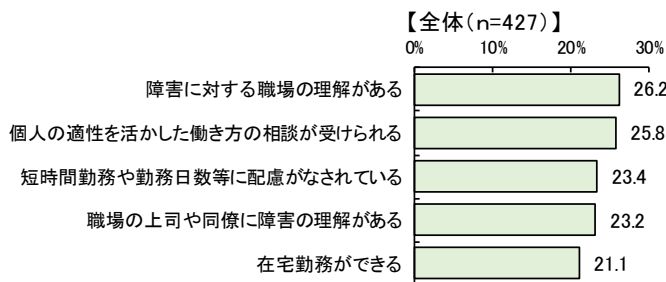 【全体(n=427)】
0% 10% 20% 30%
障害に対する職場の理解がある 26.2
個人の適性を活かした働き方の相談が受けられる 25.8
短時間勤務や勤務日数等に配慮がなされている 23.4
職場の上司や同僚に障害の理解がある 23.2
在宅勤務ができる 21.1